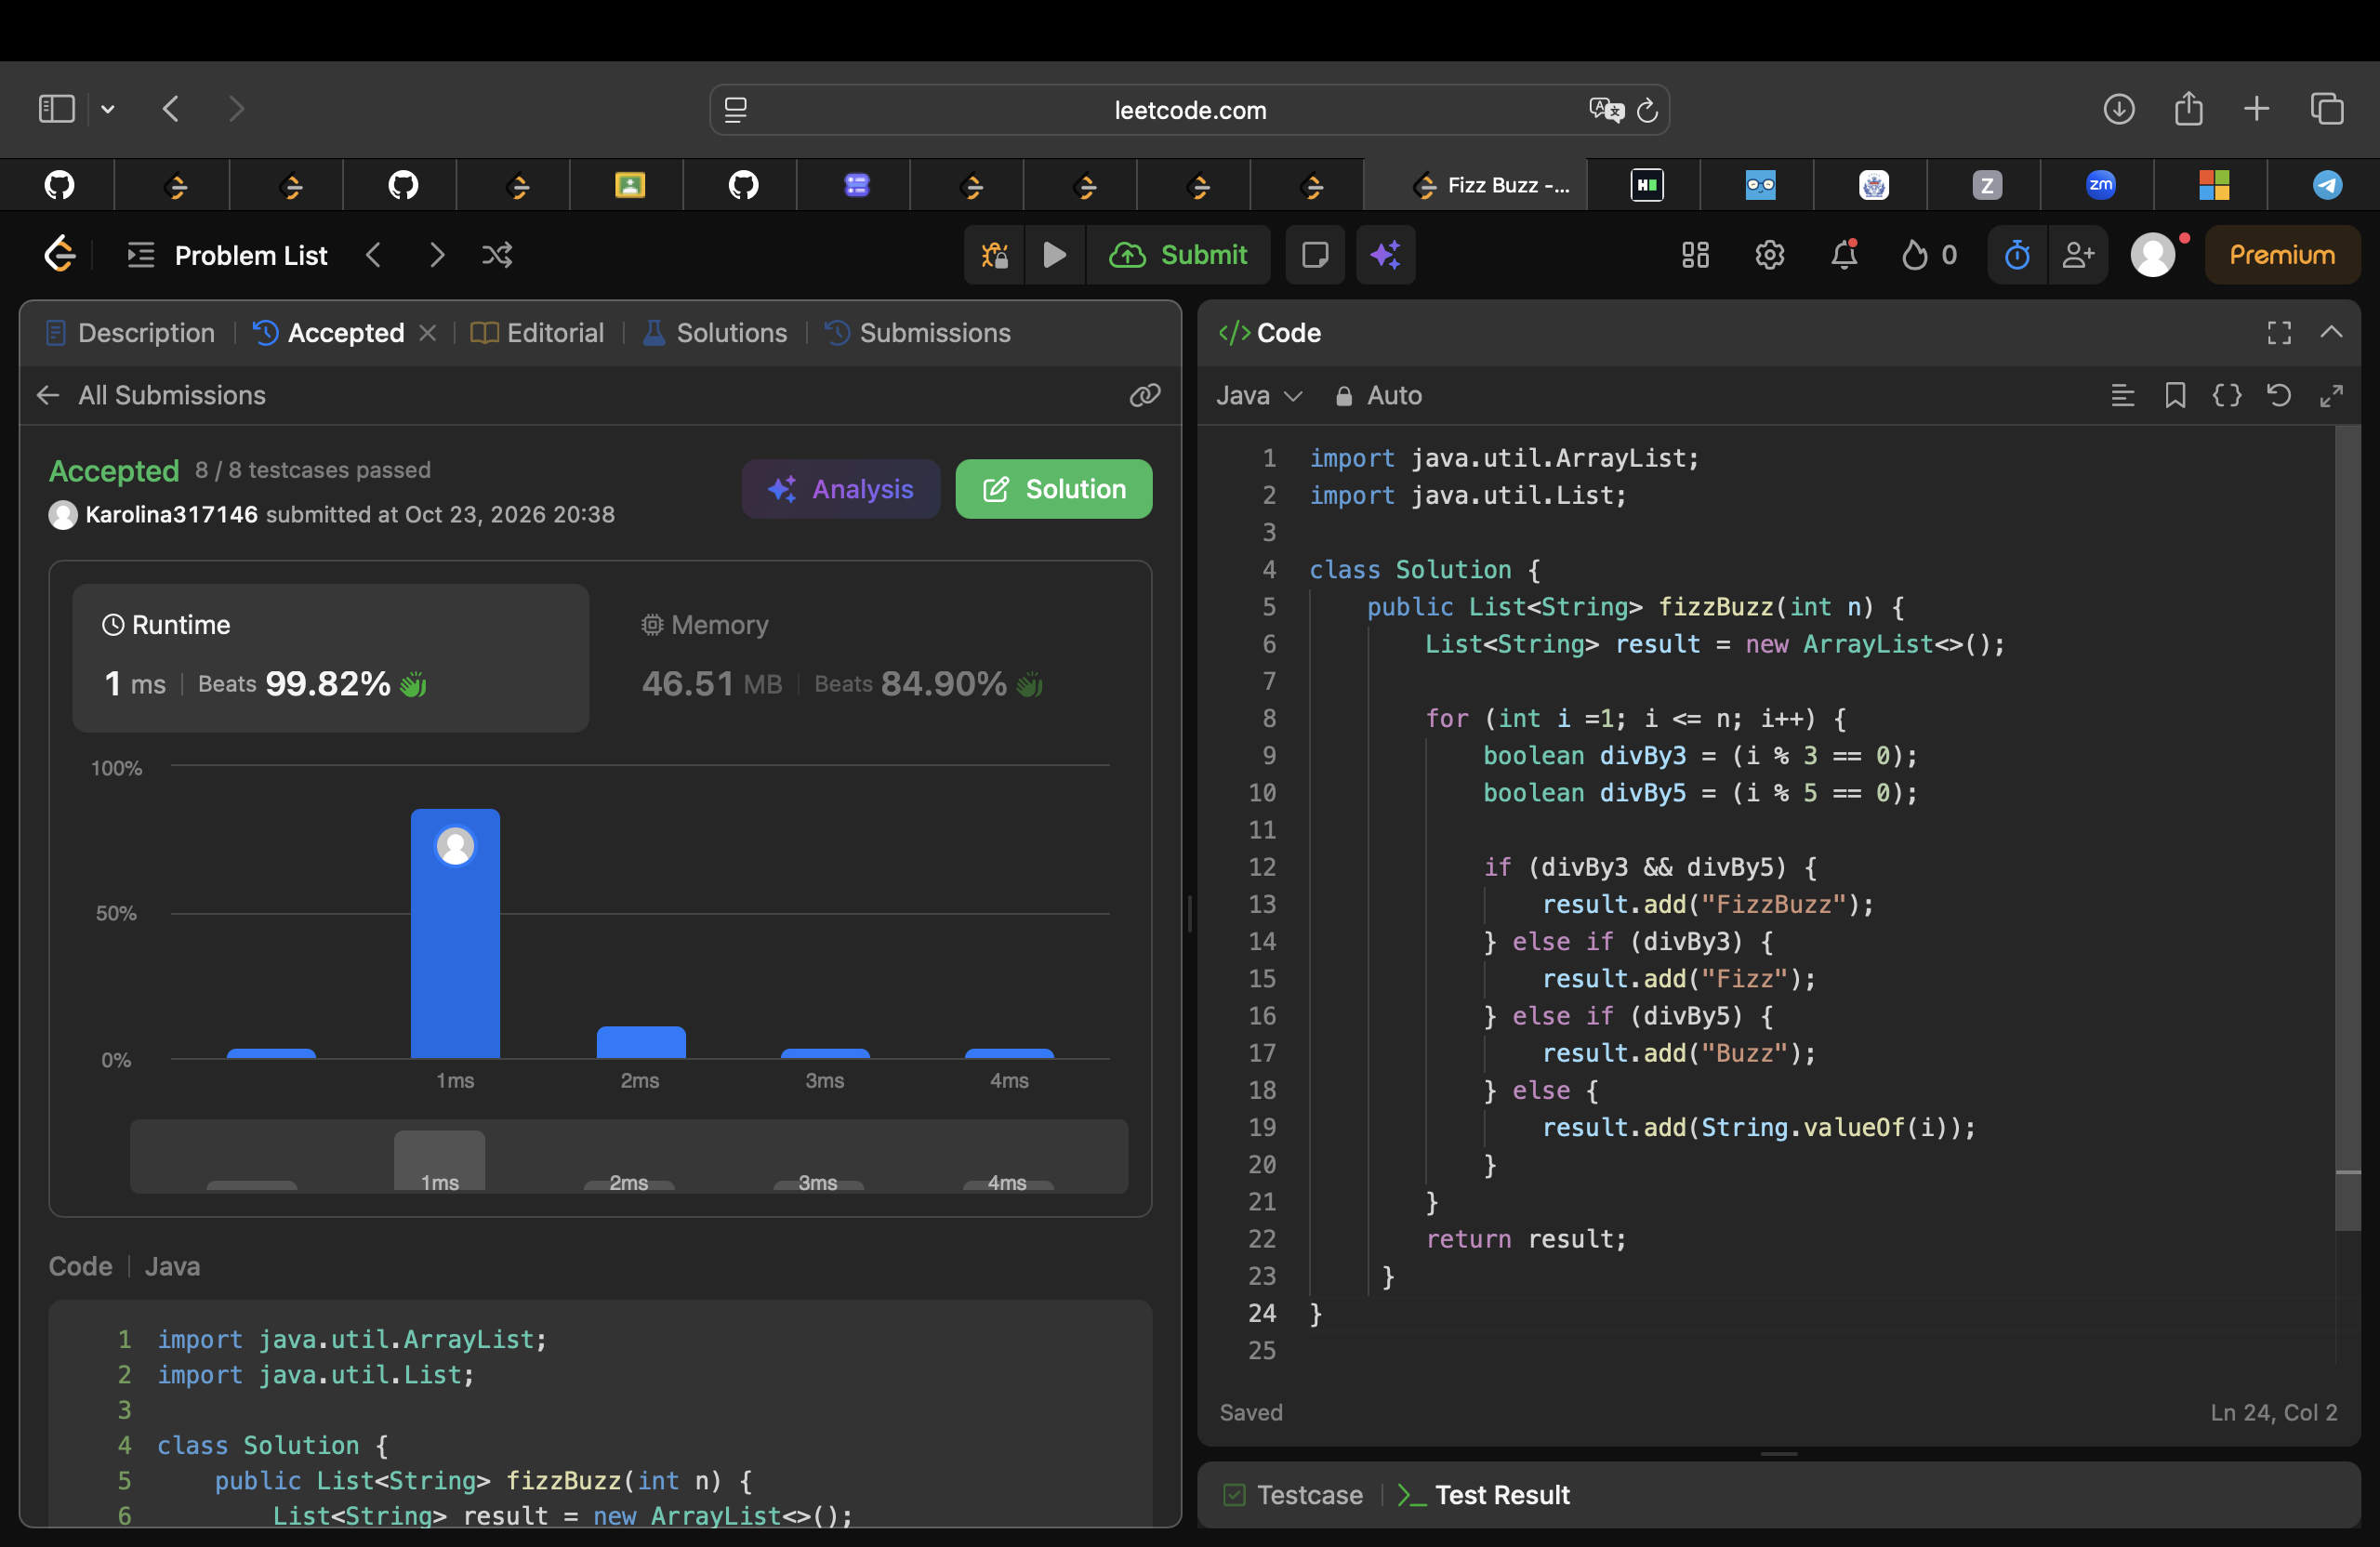 leetcode.com
Fizz Buzz -...
Z
zm
Problem List
Submit
0
Premium
Description
Accepted
Editorial
Solutions
Submissions
All Submissions
Accepted 8 / 8 testcases passed
Karolina317146 submitted at Oct 23, 2026 20:38
Analysis
Solution
Runtime
1 ms Beats 99.82%
Memory
46.51 MB Beats 84.90%
100%
50%
0%
1ms 2ms 3ms 4ms
1ms 2ms 3ms 4ms
Code Java
1 import java.util.ArrayList;
2 import java.util.List;
3
4 class Solution {
5     public List<String> fizzBuzz(int n) {
6         List<String> result = new ArrayList<>();
</> Code
Java Auto
1 import java.util.ArrayList;
2 import java.util.List;
3
4 class Solution {
5     public List<String> fizzBuzz(int n) {
6         List<String> result = new ArrayList<>();
7
8         for (int i =1; i <= n; i++) {
9             boolean divBy3 = (i % 3 == 0);
10             boolean divBy5 = (i % 5 == 0);
11
12             if (divBy3 && divBy5) {
13                 result.add("FizzBuzz");
14             } else if (divBy3) {
15                 result.add("Fizz");
16             } else if (divBy5) {
17                 result.add("Buzz");
18             } else {
19                 result.add(String.valueOf(i));
20             }
21         }
22         return result;
23      }
24 }
25
Saved
Ln 24, Col 2
Testcase
Test Result